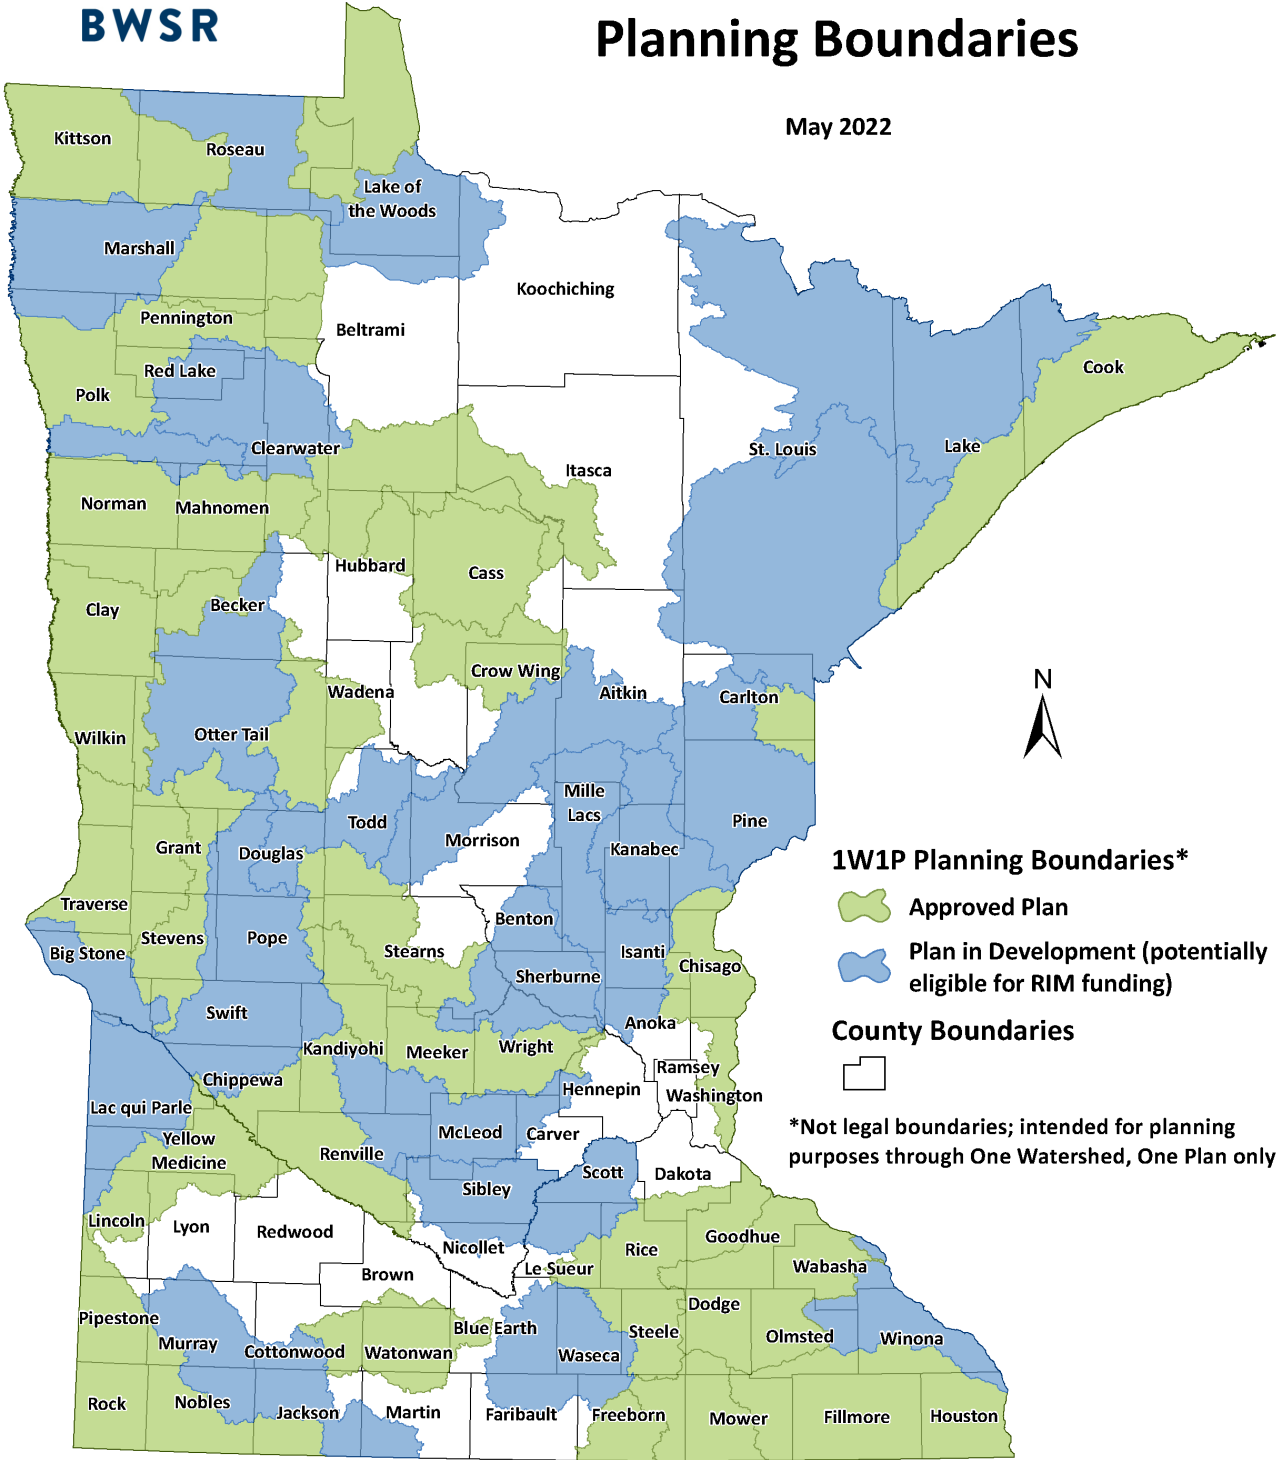 BWSR
Planning Boundaries
May 2022
Kittson
Roseau
Lake of
the Woods
Marshall
Koochiching
Pennington
Beltrami
Red Lake
Cook
Polk
Clearwater
St. Louis
Lake
Itasca
Norman
Mahnomen
Hubbard
Cass
Clay
Becker
Crow Wing
Wadena
Aitkin
Carlton
N
Wilkin
Otter Tail
Mille
Lacs
Todd
Pine
Morrison
Grant
Douglas
Kanabec
1W1P Planning Boundaries*
Approved Plan
Plan in Development (potentially
eligible for RIM funding)
County Boundaries
*Not legal boundaries; intended for planning
purposes through One Watershed, One Plan only
Traverse
Benton
Stevens
Pope
Big Stone
Stearns
Isanti
Chisago
Sherburne
Swift
Anoka
Kandiyohi
Meeker
Wright
Ramsey
Chippewa
Hennepin
Washington
Lac qui Parle
McLeod
Carver
Yellow
Medicine
Renville
Scott
Dakota
Sibley
Lincoln
Lyon
Redwood
Nicollet
Rice
Goodhue
Le Sueur
Wabasha
Brown
Pipestone
Dodge
Murray
Blue Earth
Steele
Olmsted
Winona
Cottonwood
Watonwan
Waseca
Rock
Nobles
Jackson
Martin
Faribault
Freeborn
Mower
Fillmore
Houston